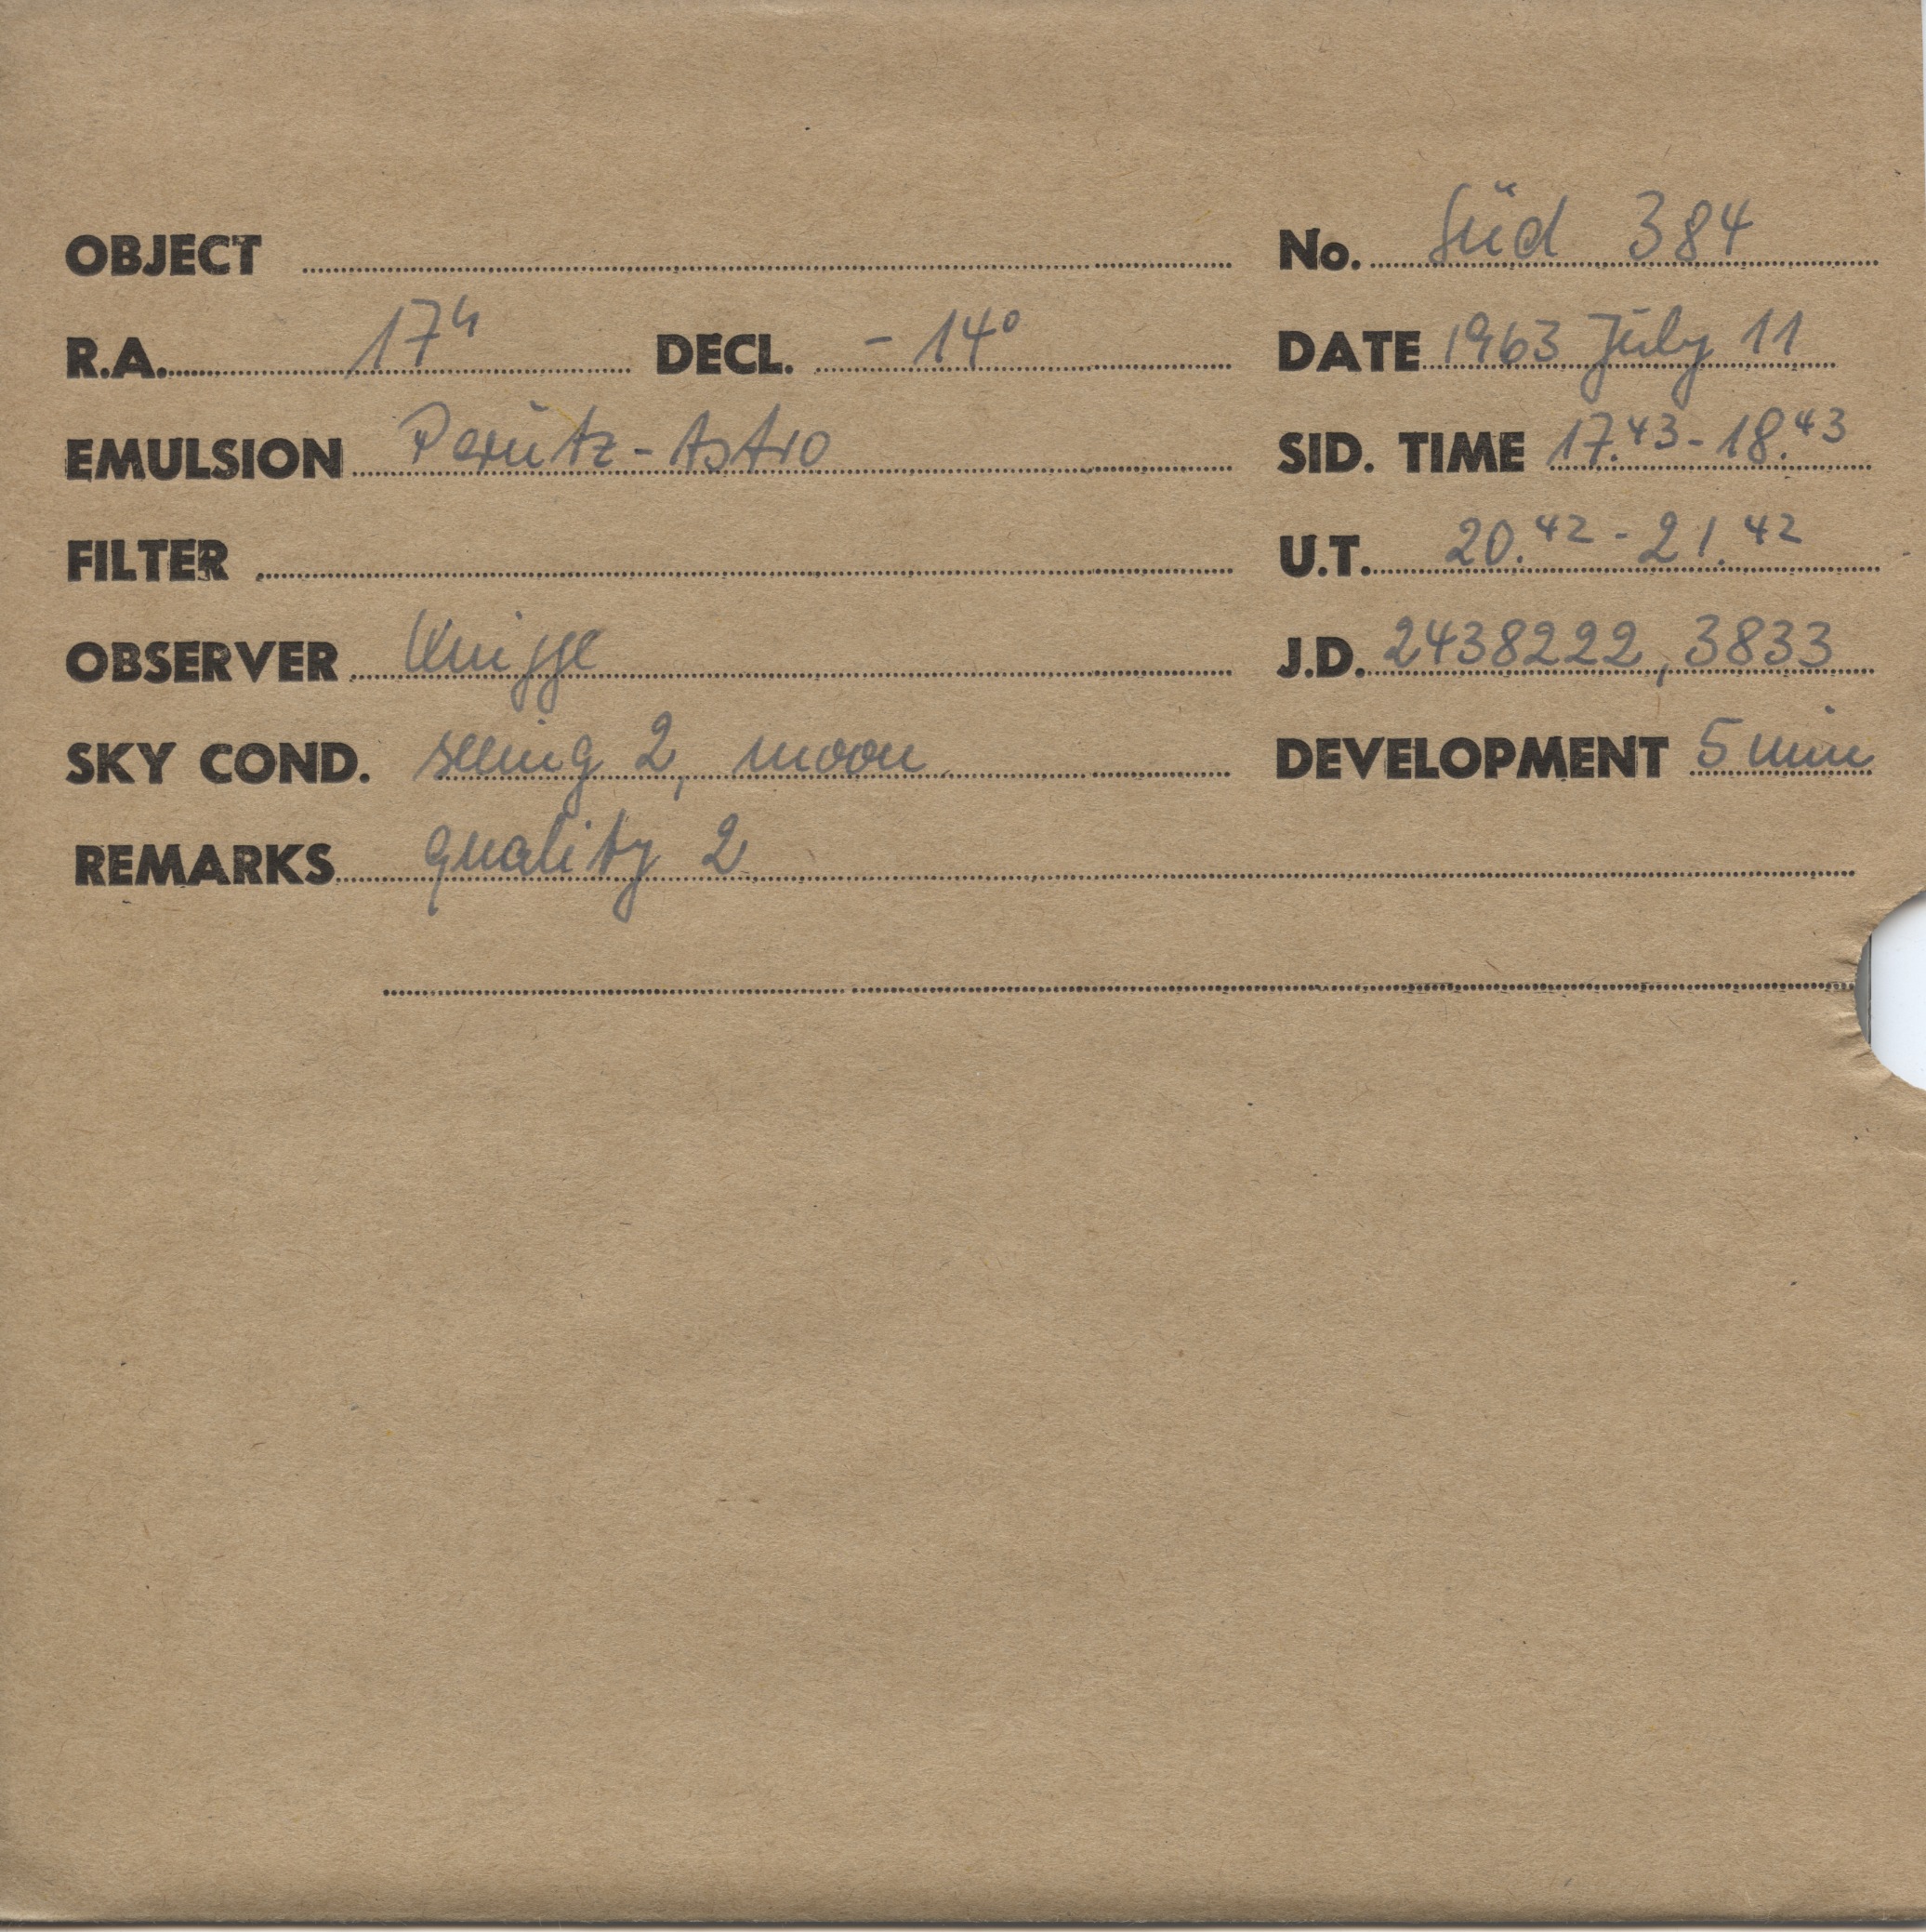 OBJECT No. Süd 384
R.A. 17h DECL. -14° DATE 1963 July 11
EMULSION Perutz-Astro SID. TIME 17.43-18.43
FILTER U.T. 20.42-21.42
OBSERVER Knigge J.D. 2438222,3833
SKY COND. seeing 2, moon DEVELOPMENT 5 min
REMARKS quality 2